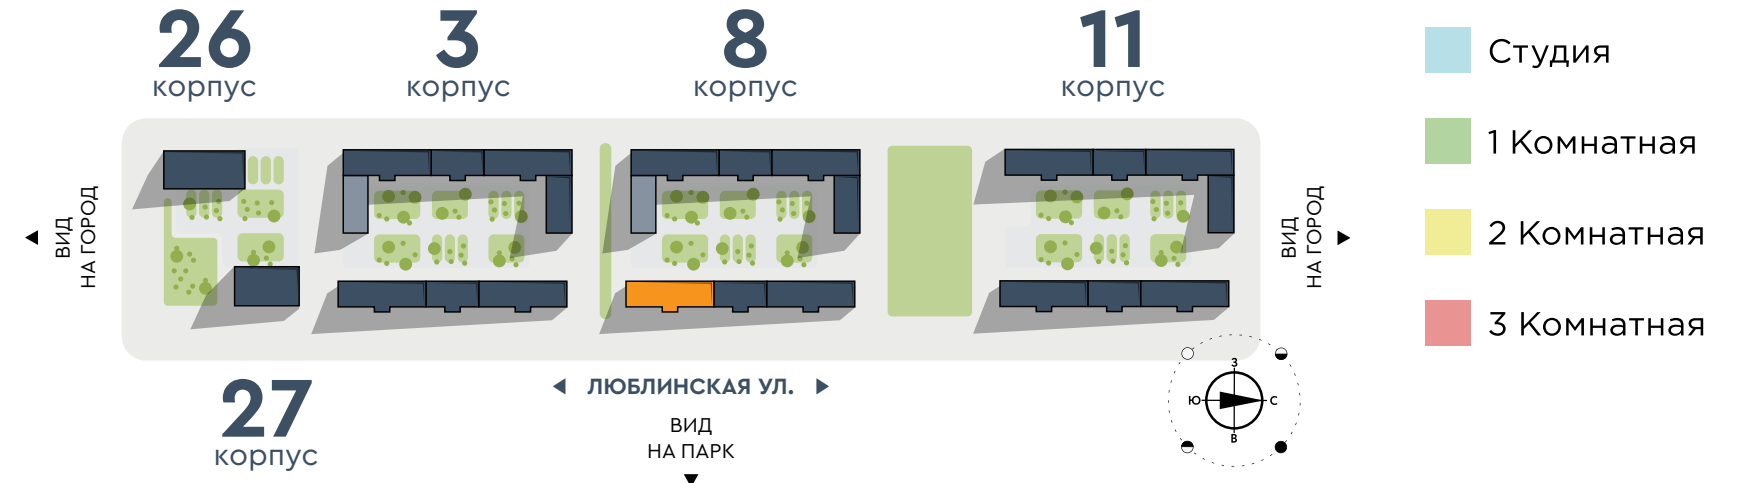 26
корпус
3
корпус
8
корпус
11
корпус
Студия
1 Комнатная
2 Комнатная
3 Комнатная
ВИД
НА ГОРОД
ВИД
НА ГОРОД
27
корпус
ЛЮБЛИНСКАЯ УЛ.
ВИД
НА ПАРК
З
Ю
С
В